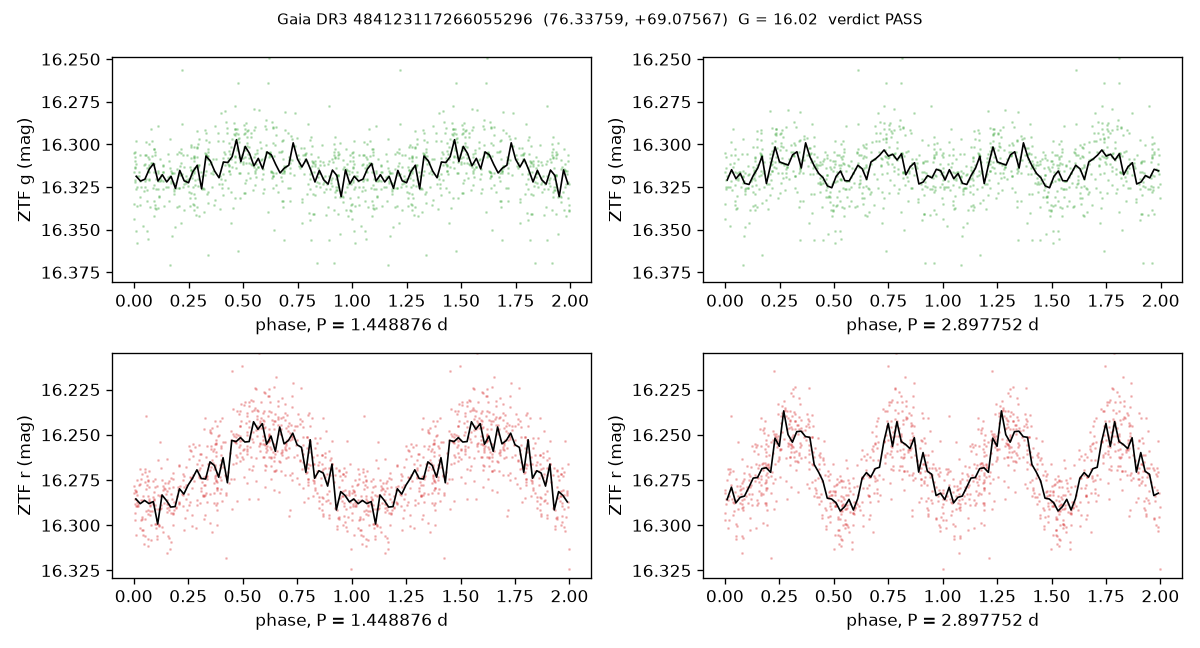 Gaia DR3 484123117266055296  (76.33759, +69.07567)  G = 16.02  verdict PASS
16.250
16.275
16.300
16.325
16.350
16.375
ZTF g (mag)
0.00 0.25 0.50 0.75 1.00 1.25 1.50 1.75 2.00
phase, P = 1.448876 d
16.250
16.275
16.300
16.325
16.350
16.375
ZTF g (mag)
0.00 0.25 0.50 0.75 1.00 1.25 1.50 1.75 2.00
phase, P = 2.897752 d
16.225
16.250
16.275
16.300
16.325
ZTF r (mag)
0.00 0.25 0.50 0.75 1.00 1.25 1.50 1.75 2.00
phase, P = 1.448876 d
16.225
16.250
16.275
16.300
16.325
ZTF r (mag)
0.00 0.25 0.50 0.75 1.00 1.25 1.50 1.75 2.00
phase, P = 2.897752 d